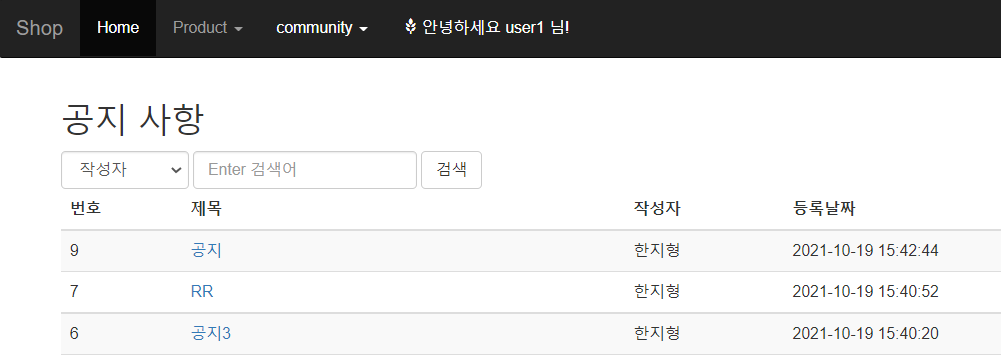 Shop Home Product community 안녕하세요 user1 님!
공지 사항
작성자 Enter 검색어 검색
번호 제목 작성자 등록날짜
9 공지 한지형 2021-10-19 15:42:44
7 RR 한지형 2021-10-19 15:40:52
6 공지3 한지형 2021-10-19 15:40:20